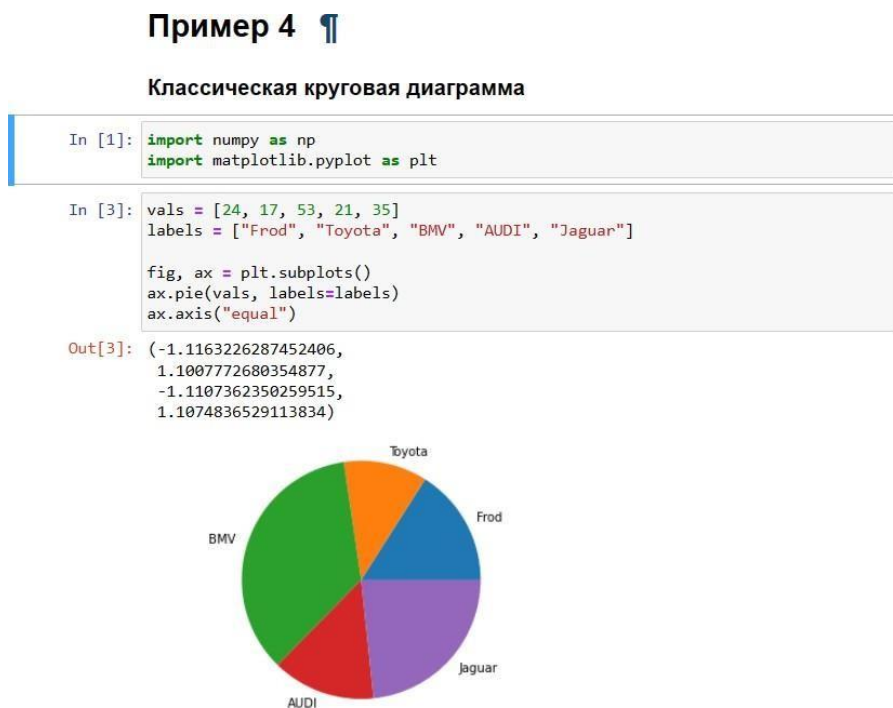 Пример 4 ¶
Классическая круговая диаграмма
In [1]: import numpy as np
import matplotlib.pyplot as plt
In [3]: vals = [24, 17, 53, 21, 35]
labels = ["Frod", "Toyota", "BMV", "AUDI", "Jaguar"]
fig, ax = plt.subplots()
ax.pie(vals, labels=labels)
ax.axis("equal")
Out[3]: (-1.1163226287452406,
1.1007772680354877,
-1.1107362350259515,
1.1074836529113834)
Toyota
Frod
BMV
Jaguar
AUDI